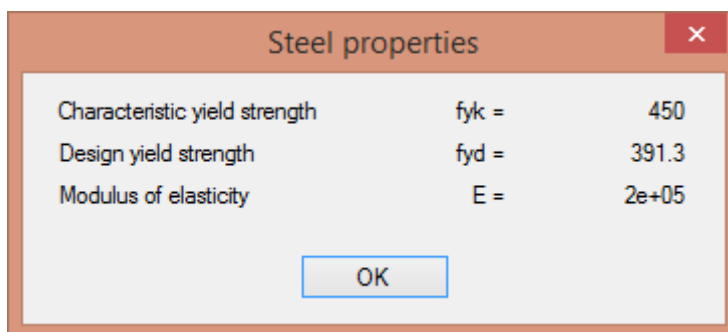 Steel properties
Characteristic yield strength fyk = 450
Design yield strength fyd = 391.3
Modulus of elasticity E = 2e+05
OK